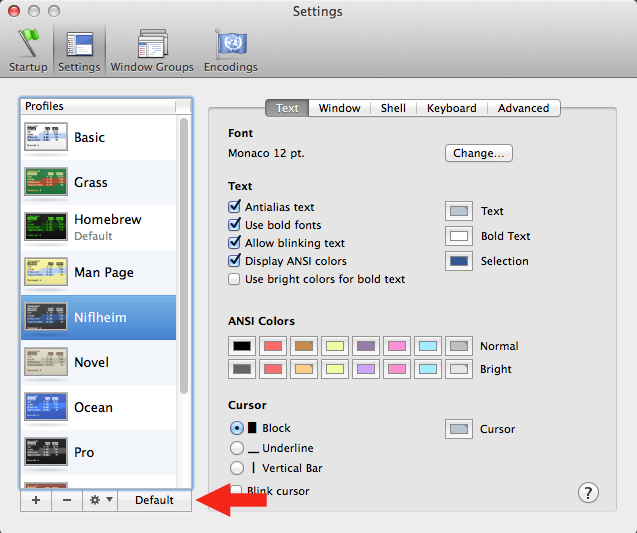 Settings
Startup Settings Window Groups Encodings
Profiles
Basic
Grass
Homebrew
Default
Man Page
Niflheim
Novel
Ocean
Pro
+ − Default
Text Window Shell Keyboard Advanced
Font
Monaco 12 pt. Change...
Text
Antialias text
Use bold fonts
Allow blinking text
Display ANSI colors
Use bright colors for bold text
Text
Bold Text
Selection
ANSI Colors
Normal
Bright
Cursor
Block
Underline
Vertical Bar
Blink cursor
Cursor
?